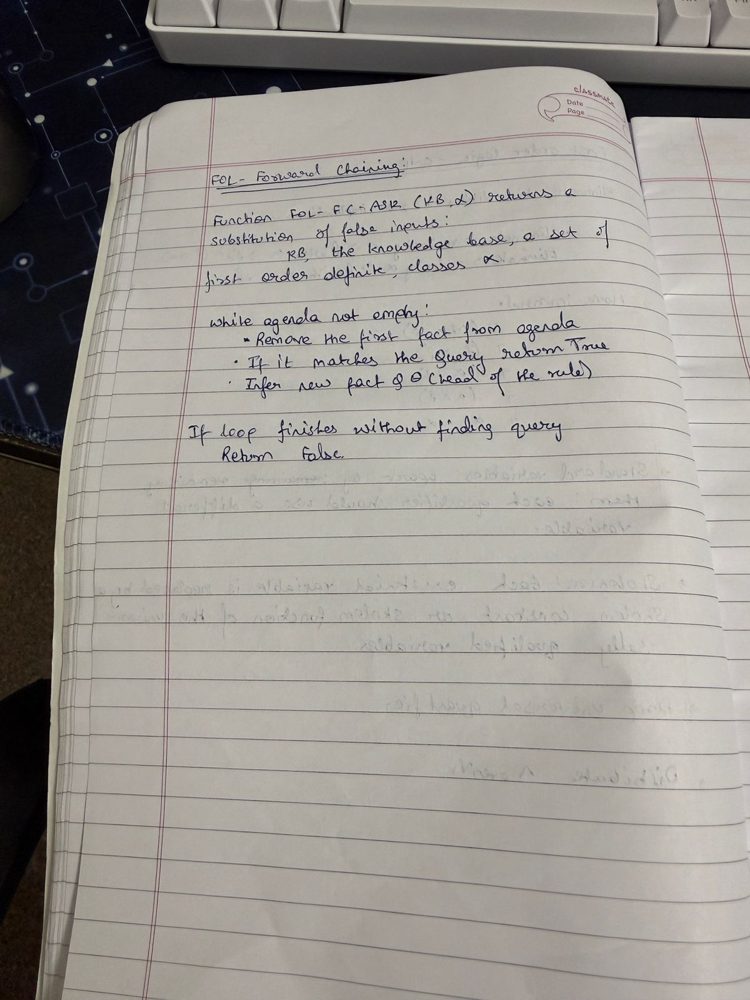 classmate
Date
Page
FOL - Forward Chaining:
Function FOL - FC - ASK (KB, α) returns a
substitution of false inputs:
KB, the knowledge base, a set of
first order definite, classes α
while agenda not empty:
• Remove the first fact from agenda
• If it matches the Query return True
• Infer new fact Q θ (head of the rule)
If loop finishes without finding query
Return False.